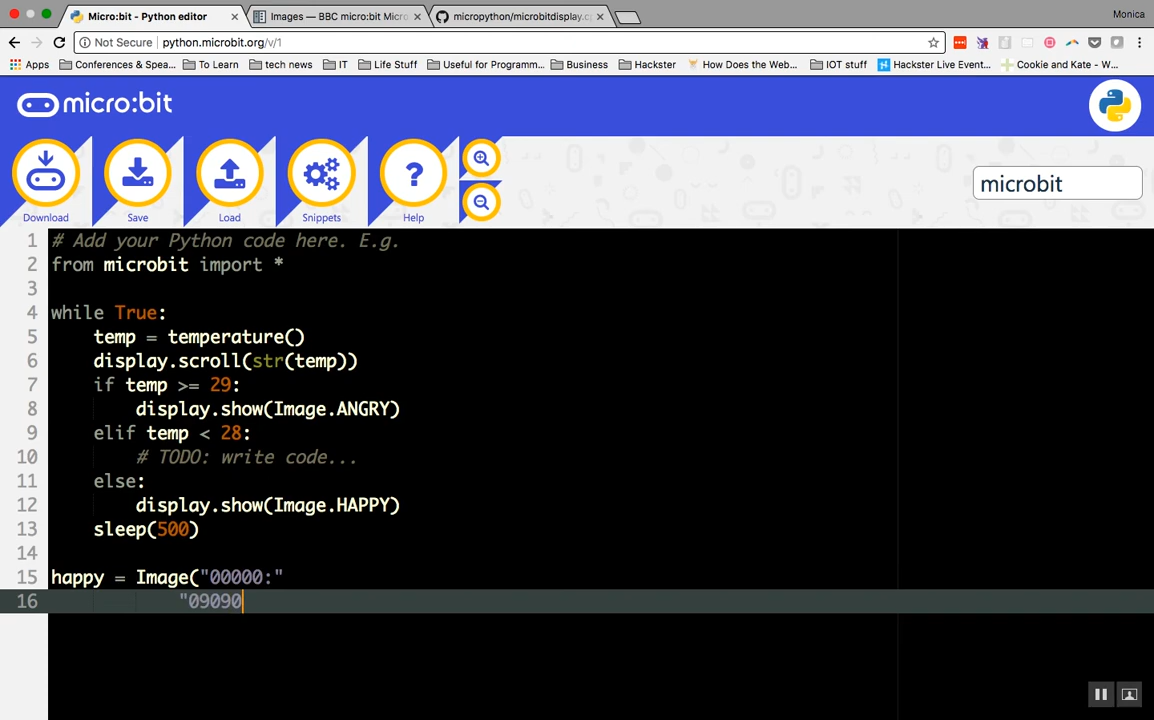 Micro:bit - Python editor
Images — BBC micro:bit Micro
micropython/microbitdisplay.c
Monica
Not Secure | python.microbit.org/v/1
Apps
Conferences & Spea...
To Learn
tech news
IT
Life Stuff
Useful for Programm...
Business
Hackster
How Does the Web...
IOT stuff
Hackster Live Event...
Cookie and Kate - W...
micro:bit
Download
Save
Load
Snippets
?
Help
microbit
1 # Add your Python code here. E.g.
2 from microbit import *
3
4 while True:
5 temp = temperature()
6 display.scroll(str(temp))
7 if temp >= 29:
8 display.show(Image.ANGRY)
9 elif temp < 28:
10 # TODO: write code...
11 else:
12 display.show(Image.HAPPY)
13 sleep(500)
14
15 happy = Image("00000:"
16 "09090